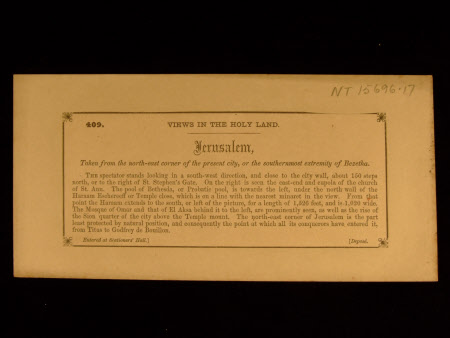 NT 15696·17
409. VIEWS IN THE HOLY LAND.
Jerusalem,
Taken from the north-east corner of the present city, or the southernmost extremity of Bezetha.
THE spectator stands looking in a south-west direction, and close to the city wall, about 150 steps
north, or to the right of St. Stephen's Gate. On the right is seen the east-end and cupola of the church
of St. Ann. The pool of Bethesda, or Probatic pool, is towards the left, under the north wall of the
Haraam Esshereef or Temple close, which is on a line with the nearest minaret in the view. From that
point the Haraam extends to the south, or left of the picture, for a length of 1,626 feet, and is 1,026 wide.
The Mosque of Omar and that of El Aksa behind it to the left, are prominently seen, as well as the rise of
the Sion quarter of the city above the Temple mount. The north-east corner of Jerusalem is the part
least protected by natural position, and consequently the point at which all its conquerors have entered it,
from Titus to Godfrey de Bouillon.
Entered at Stationers' Hall.] [Deposé.